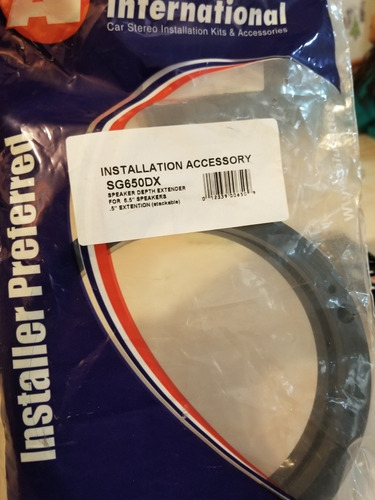 A
International
Car Stereo Installation Kits & Accessories
Installer Preferred
INSTALLATION ACCESSORY
SG650DX
SPEAKER DEPTH EXTENDER
FOR 6.5" SPEAKERS
.5" EXTENTION (stackable)